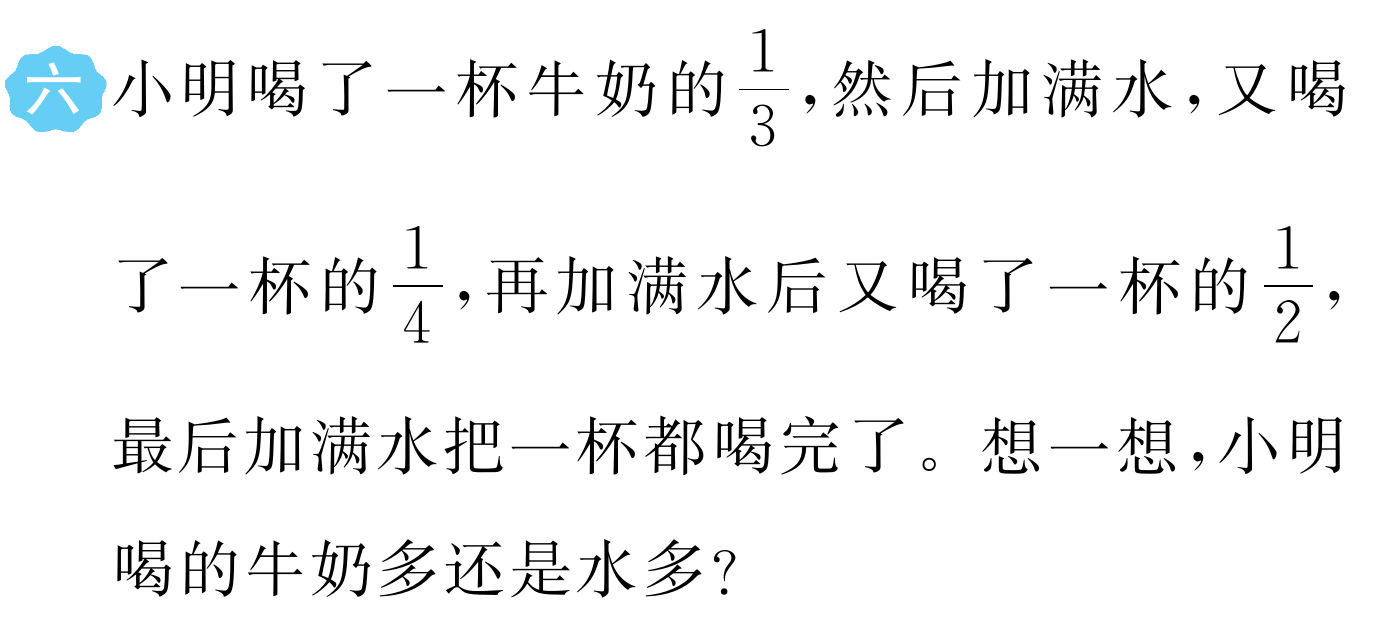 六 小明喝了一杯牛奶的1/3,然后加满水,又喝
了一杯的1/4,再加满水后又喝了一杯的1/2,
最后加满水把一杯都喝完了。想一想,小明
喝的牛奶多还是水多?